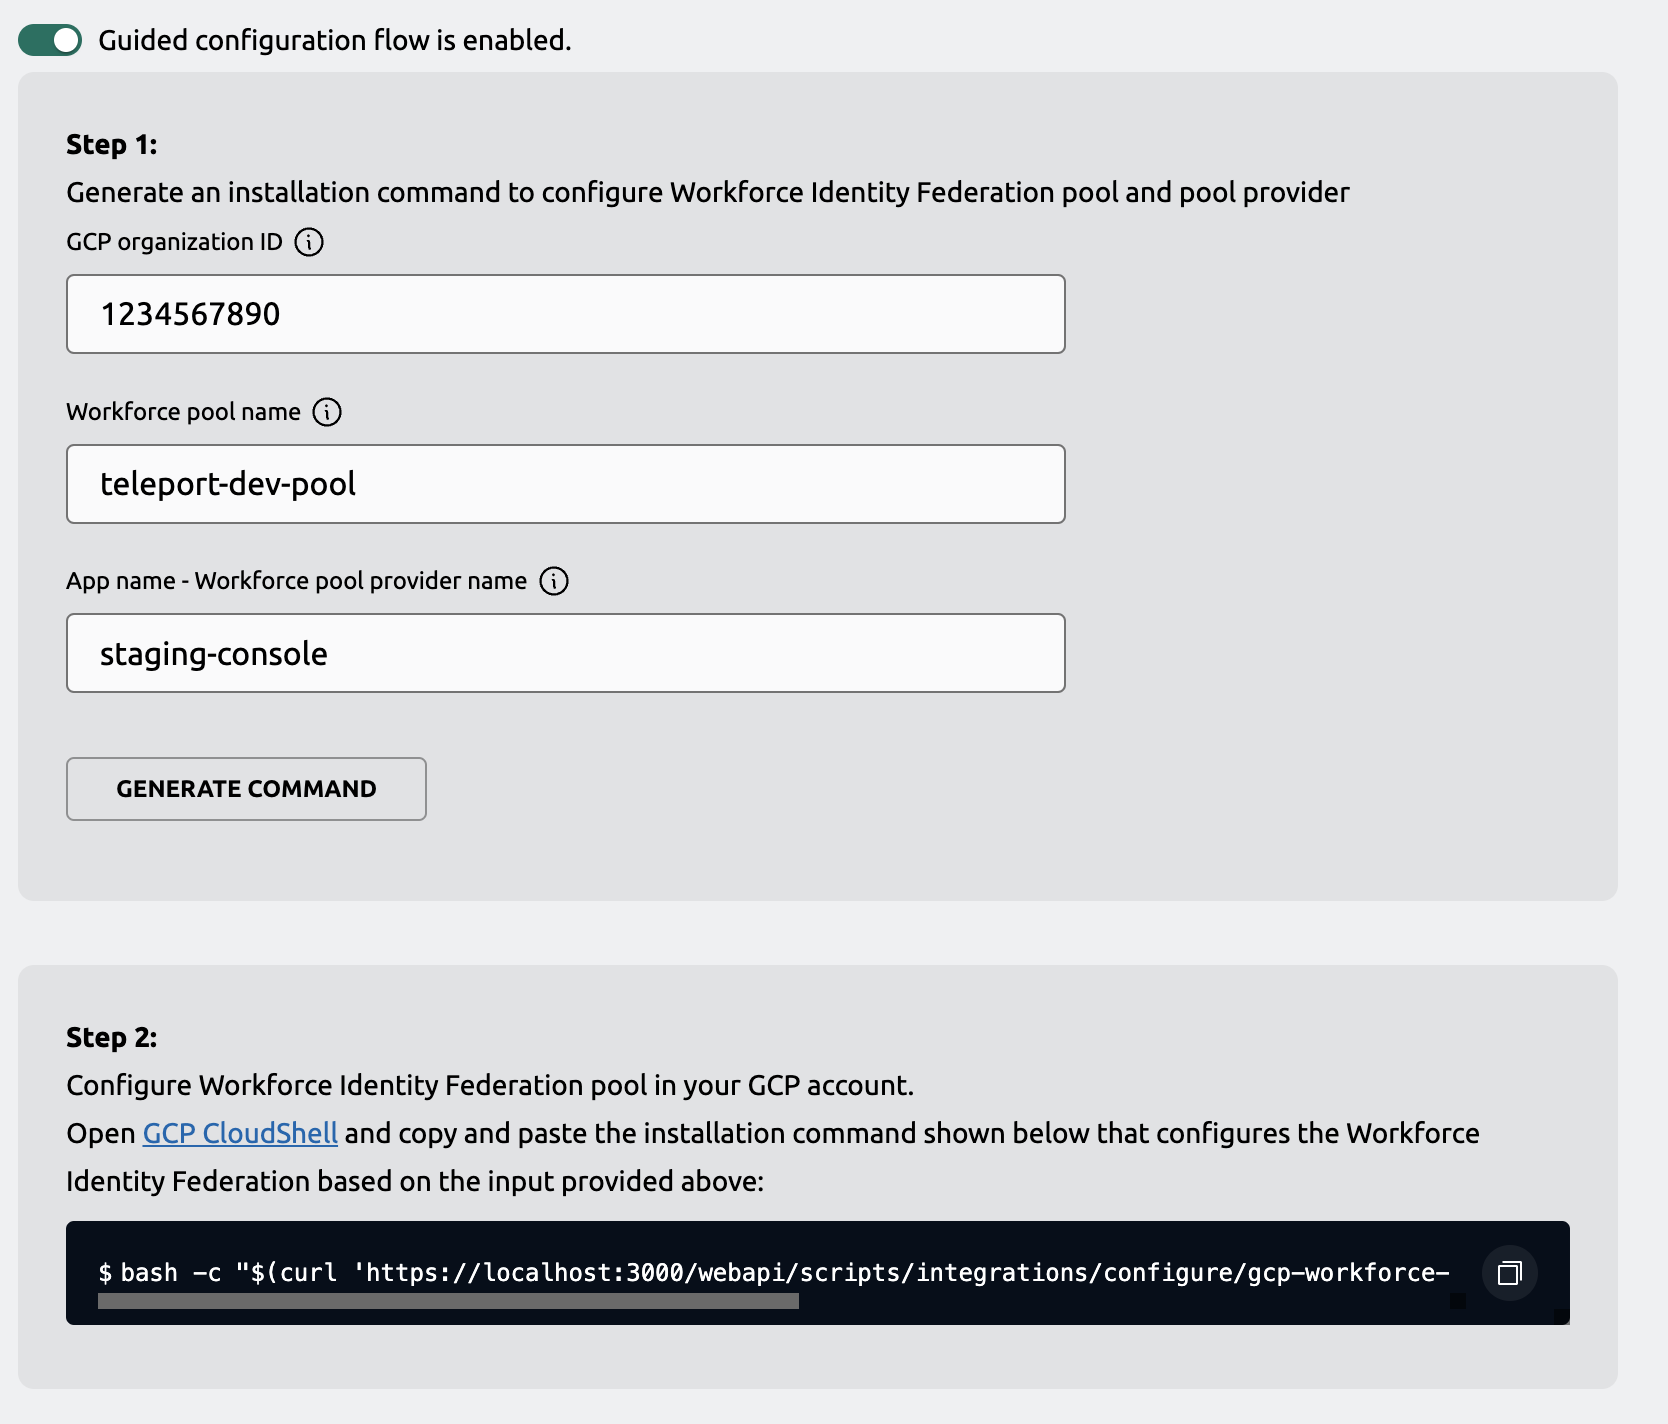 Guided configuration flow is enabled.
Step 1:
Generate an installation command to configure Workforce Identity Federation pool and pool provider
GCP organization ID
1234567890
Workforce pool name
teleport-dev-pool
App name - Workforce pool provider name
staging-console
GENERATE COMMAND
Step 2:
Configure Workforce Identity Federation pool in your GCP account.
Open GCP CloudShell and copy and paste the installation command shown below that configures the Workforce
Identity Federation based on the input provided above:
$ bash -c "$(curl 'https://localhost:3000/webapi/scripts/integrations/configure/gcp-workforce-